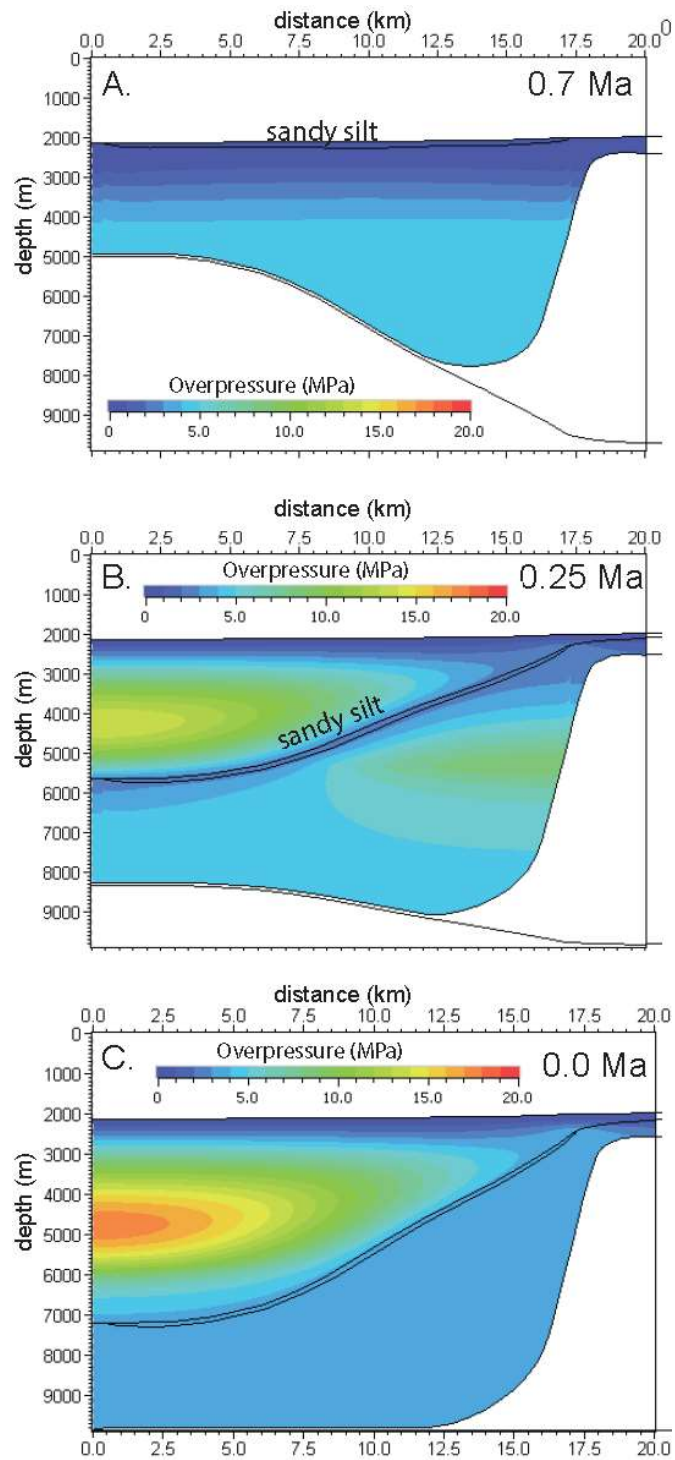 distance (km)
0.0 2.5 5.0 7.5 10.0 12.5 15.0 17.5 20.0 0
0
A. 0.7 Ma
1000
2000
sandy silt
3000
4000
5000
6000
7000
8000
9000
depth (m)
Overpressure (MPa)
0 5.0 10.0 15.0 20.0
distance (km)
0.0 2.5 5.0 7.5 10.0 12.5 15.0 17.5 20.0
0
B. Overpressure (MPa) 0.25 Ma
0 5.0 10.0 15.0 20.0
1000
2000
3000
4000
5000
6000
7000
8000
9000
depth (m)
sandy silt
distance (km)
0.0 2.5 5.0 7.5 10.0 12.5 15.0 17.5 20.0
0
C. Overpressure (MPa) 0.0 Ma
0 5.0 10.0 15.0 20.0
1000
2000
3000
4000
5000
6000
7000
8000
9000
depth (m)
0.0 2.5 5.0 7.5 10.0 12.5 15.0 17.5 20.0